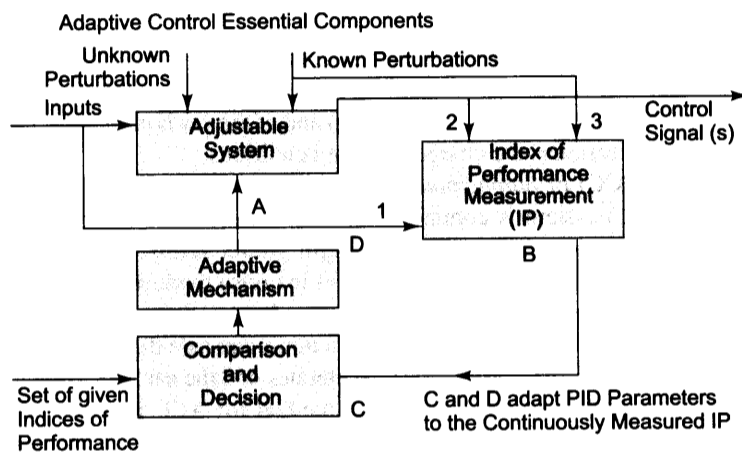 Adaptive Control Essential Components
Unknown
Perturbations
Known Perturbations
Inputs
Adjustable
System
2
3
Control
Signal (s)
Index of
Performance
Measurement
(IP)
A
1
D
B
Adaptive
Mechanism
Comparison
and
Decision
Set of given
Indices of
Performance
C
C and D adapt PID Parameters
to the Continuously Measured IP